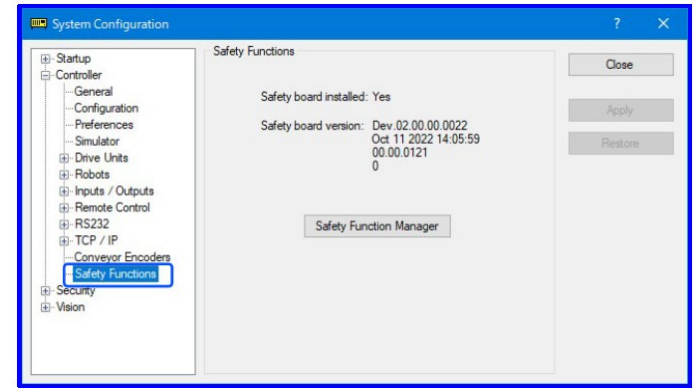 System Configuration
?
Startup
Controller
General
Configuration
Preferences
Simulator
Drive Units
Robots
Inputs / Outputs
Remote Control
RS232
TCP / IP
Conveyor Encoders
Safety Functions
Security
Vision
Safety Functions
Safety board installed: Yes
Safety board version: Dev.02.00.00.0022
Oct 11 2022 14:05:59
00.00.0121
0
Safety Function Manager
Close
Apply
Restore